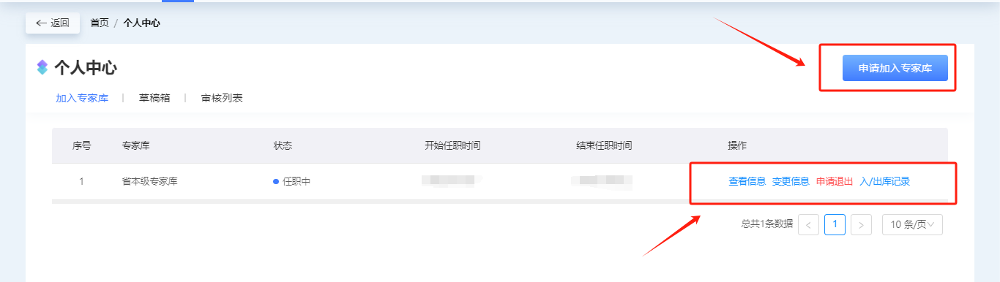 ← 返回 首页 / 个人中心
个人中心
申请加入专家库
加入专家库 | 草稿箱 | 审核列表
序号 专家库 状态 开始任职时间 结束任职时间 操作
1 省本级专家库 任职中 查看信息 变更信息 申请退出 入/出库记录
总共1条数据 < 1 > 10 条/页